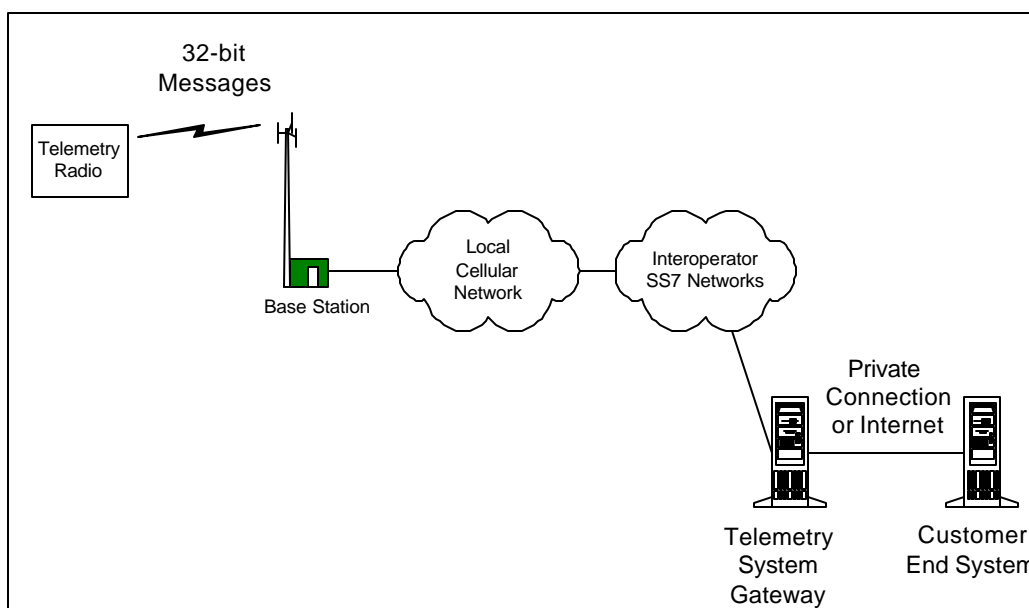 32-bit
Messages
Telemetry
Radio
Base Station
Local
Cellular
Network
Interoperator
SS7 Networks
Private
Connection
or Internet
Telemetry
System
Gateway
Customer
End System